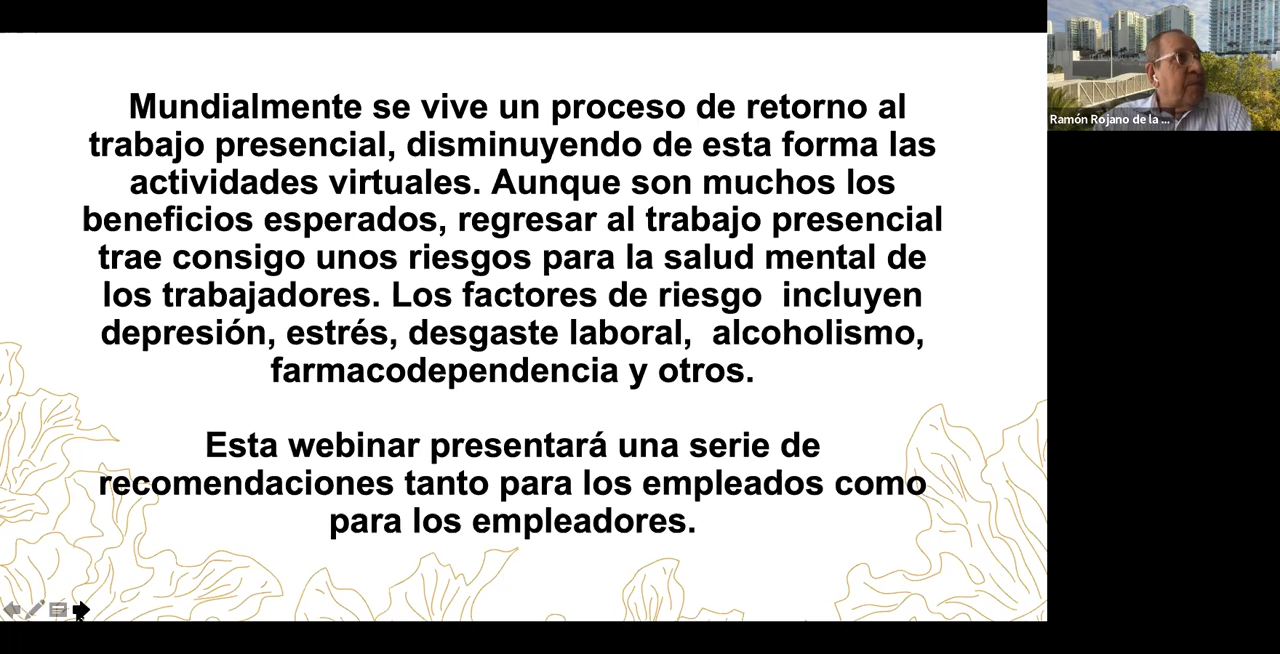 Mundialmente se vive un proceso de retorno al
trabajo presencial, disminuyendo de esta forma las
actividades virtuales. Aunque son muchos los
beneficios esperados, regresar al trabajo presencial
trae consigo unos riesgos para la salud mental de
los trabajadores. Los factores de riesgo  incluyen
depresión, estrés, desgaste laboral,  alcoholismo,
farmacodependencia y otros.
Esta webinar presentará una serie de
recomendaciones tanto para los empleados como
para los empleadores.
Ramón Rojano de la ...